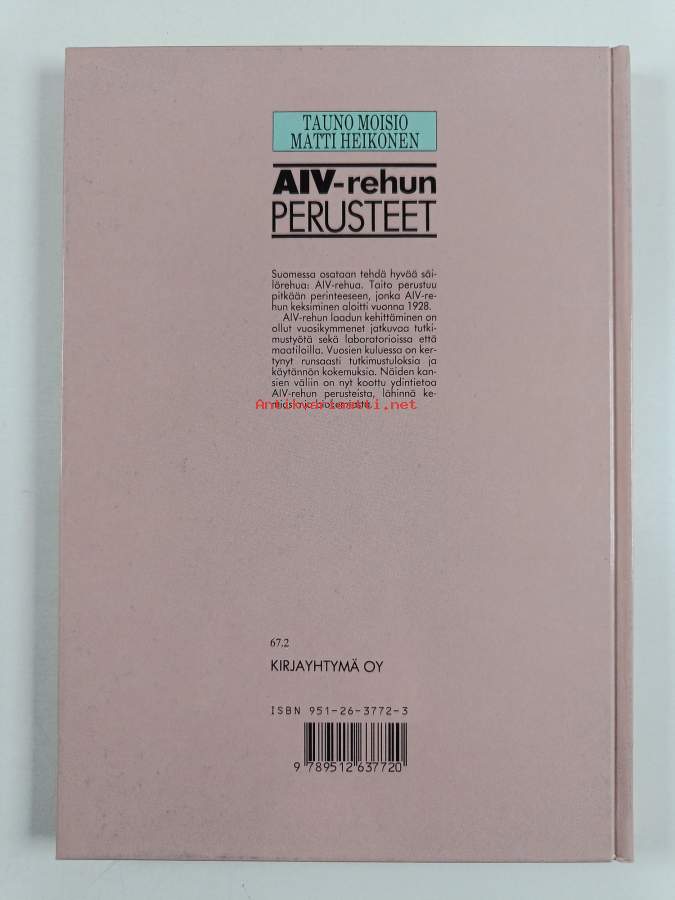 TAUNO MOISIO
MATTI HEIKONEN
AIV-rehun
PERUSTEET
Suomessa osataan tehdä hyvää säi-
lörehua: AIV-rehua. Taito perustuu
pitkään perinteeseen, jonka AIV-re-
hun keksiminen aloitti vuonna 1928.
AIV-rehun laadun kehittäminen on
ollut vuosikymmenet jatkuvaa tutki-
mustyötä sekä laboratorioissa että
maatiloilla. Vuosien kuluessa on ker-
tynyt runsaasti tutkimustuloksia ja
käytännön kokemuksia. Näiden kan-
sien väliin on nyt koottu ydintietoa
AIV-rehun perusteista, lähinnä ke-
Antikvariaatti.net
67.2
KIRJAYHTYMÄ OY
ISBN 951-26-3772-3
9 789512 637720